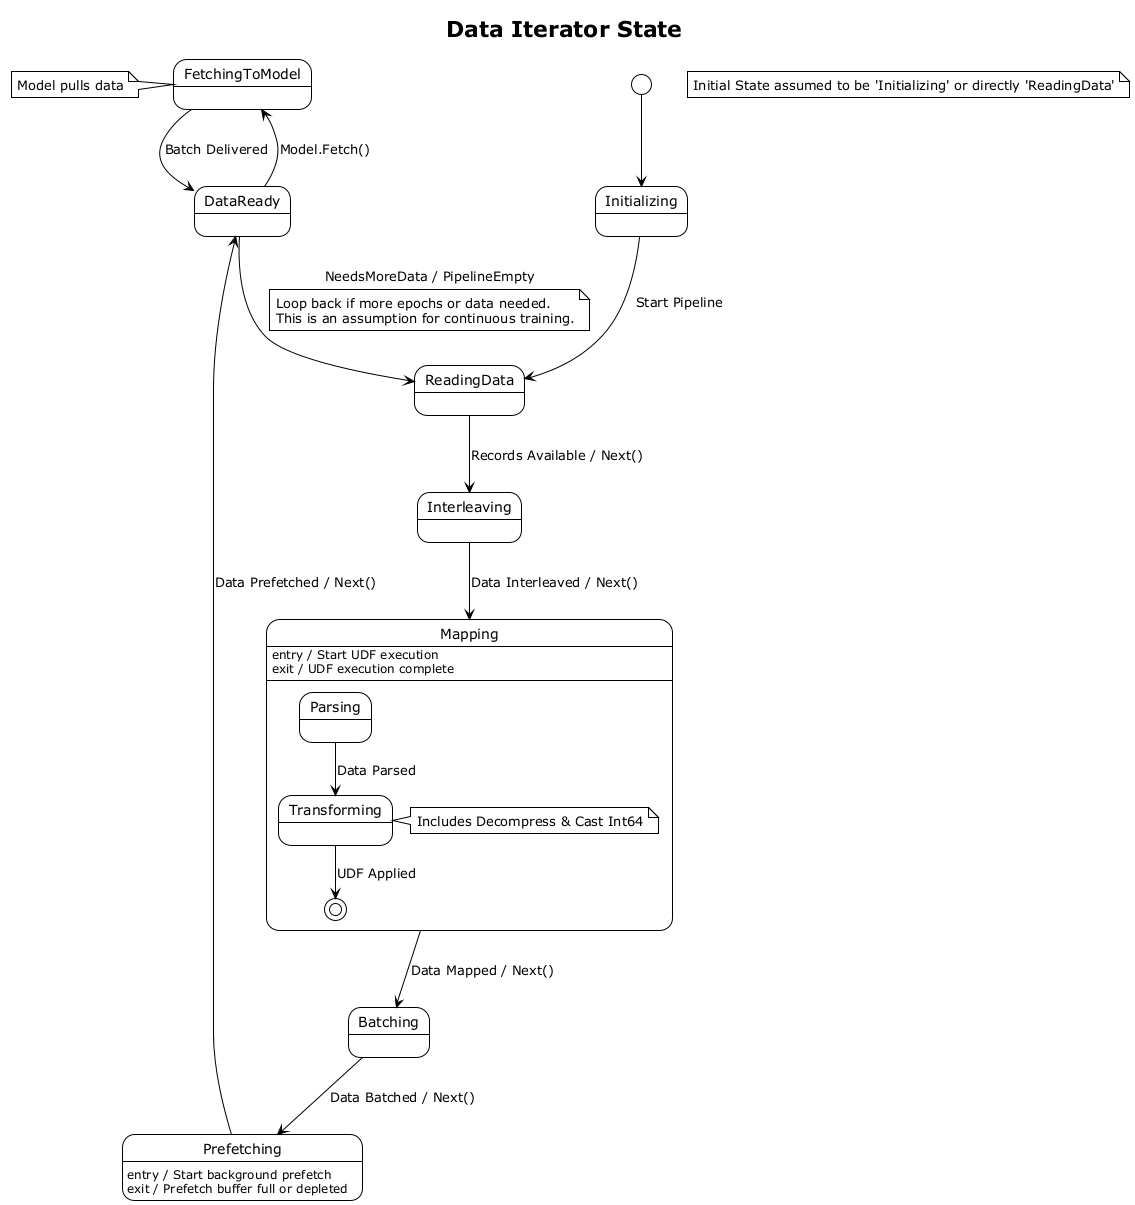 Data Iterator State
FetchingToModel
Model pulls data
Initial State assumed to be 'Initializing' or directly 'ReadingData'
Batch Delivered
Model.Fetch()
DataReady
Initializing
NeedsMoreData / PipelineEmpty
Loop back if more epochs or data needed.
This is an assumption for continuous training.
Start Pipeline
ReadingData
Records Available / Next()
Interleaving
Data Prefetched / Next()
Data Interleaved / Next()
Mapping
entry / Start UDF execution
exit / UDF execution complete
Parsing
Data Parsed
Transforming
Includes Decompress & Cast Int64
UDF Applied
Data Mapped / Next()
Batching
Data Batched / Next()
Prefetching
entry / Start background prefetch
exit / Prefetch buffer full or depleted